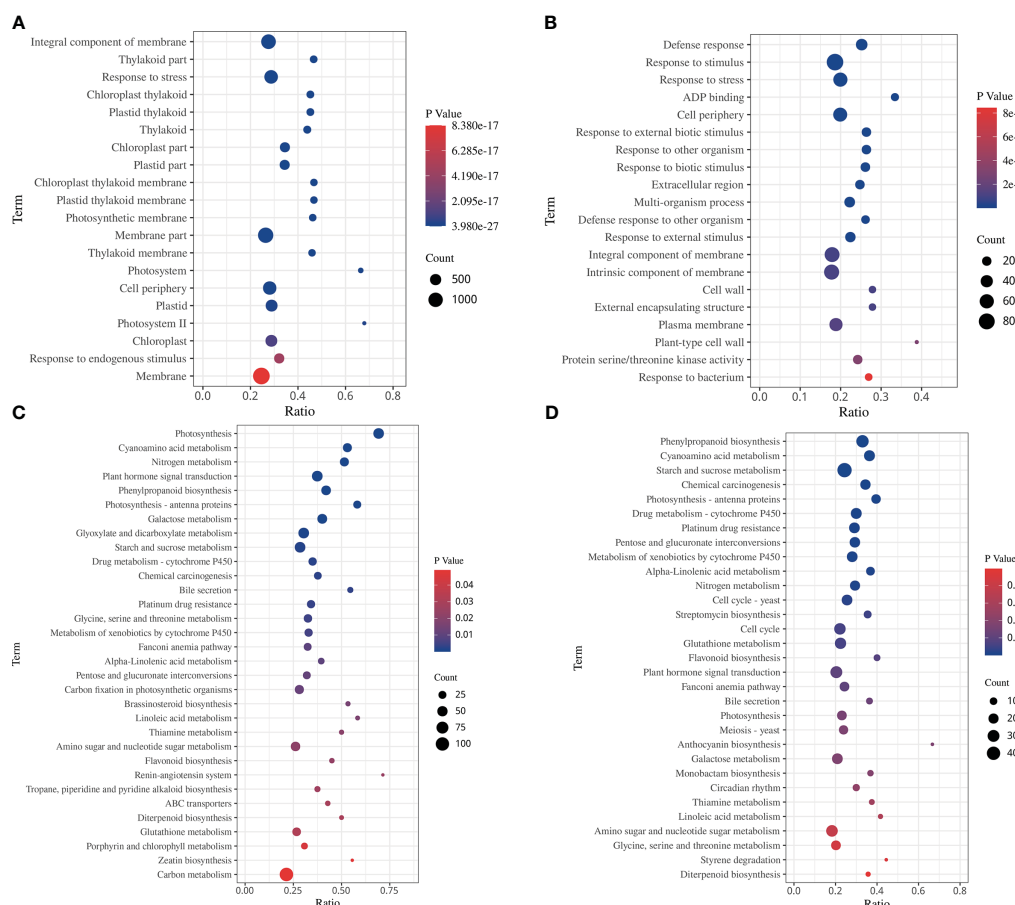 A
Integral component of membrane
Thylakoid part
Response to stress
Chloroplast thylakoid
Plastid thylakoid
Thylakoid
Chloroplast part
Plastid part
Chloroplast thylakoid membrane
Plastid thylakoid membrane
Photosynthetic membrane
Membrane part
Thylakoid membrane
Photosystem
Cell periphery
Plastid
Photosystem II
Chloroplast
Response to endogenous stimulus
Membrane
Term
0.0 0.2 0.4 0.6 0.8
Ratio
P Value
8.380e-17
6.285e-17
4.190e-17
2.095e-17
3.980e-27
Count
500
1000
B
Defense response
Response to stimulus
Response to stress
ADP binding
Cell periphery
Response to external biotic stimulus
Response to other organism
Response to biotic stimulus
Extracellular region
Multi-organism process
Defense response to other organism
Response to external stimulus
Integral component of membrane
Intrinsic component of membrane
Cell wall
External encapsulating structure
Plasma membrane
Plant-type cell wall
Protein serine/threonine kinase activity
Response to bacterium
Term
0.0 0.1 0.2 0.3 0.4
Ratio
P Value
8e-
6e-
4e-
2e-
Count
20
40
60
80
C
Photosynthesis
Cyanoamino acid metabolism
Nitrogen metabolism
Plant hormone signal transduction
Phenylpropanoid biosynthesis
Photosynthesis - antenna proteins
Galactose metabolism
Glyoxylate and dicarboxylate metabolism
Starch and sucrose metabolism
Drug metabolism - cytochrome P450
Chemical carcinogenesis
Bile secretion
Platinum drug resistance
Glycine, serine and threonine metabolism
Metabolism of xenobiotics by cytochrome P450
Fanconi anemia pathway
Alpha-Linolenic acid metabolism
Pentose and glucuronate interconversions
Carbon fixation in photosynthetic organisms
Brassinosteroid biosynthesis
Linoleic acid metabolism
Thiamine metabolism
Amino sugar and nucleotide sugar metabolism
Flavonoid biosynthesis
Renin-angiotensin system
Tropane, piperidine and pyridine alkaloid biosynthesis
ABC transporters
Diterpenoid biosynthesis
Glutathione metabolism
Porphyrin and chlorophyll metabolism
Zeatin biosynthesis
Carbon metabolism
Term
0.00 0.25 0.50 0.75
Ratio
P Value
0.04
0.03
0.02
0.01
Count
25
50
75
100
D
Phenylpropanoid biosynthesis
Cyanoamino acid metabolism
Starch and sucrose metabolism
Chemical carcinogenesis
Photosynthesis - antenna proteins
Drug metabolism - cytochrome P450
Platinum drug resistance
Pentose and glucuronate interconversions
Metabolism of xenobiotics by cytochrome P450
Alpha-Linolenic acid metabolism
Nitrogen metabolism
Cell cycle - yeast
Streptomycin biosynthesis
Cell cycle
Glutathione metabolism
Flavonoid biosynthesis
Plant hormone signal transduction
Fanconi anemia pathway
Bile secretion
Photosynthesis
Meiosis - yeast
Anthocyanin biosynthesis
Galactose metabolism
Monobactam biosynthesis
Circadian rhythm
Thiamine metabolism
Linoleic acid metabolism
Amino sugar and nucleotide sugar metabolism
Glycine, serine and threonine metabolism
Styrene degradation
Diterpenoid biosynthesis
Term
0.0 0.2 0.4 0.6 0.8
Ratio
P Value
0.
0.
0.
0.
Count
10
20
30
40